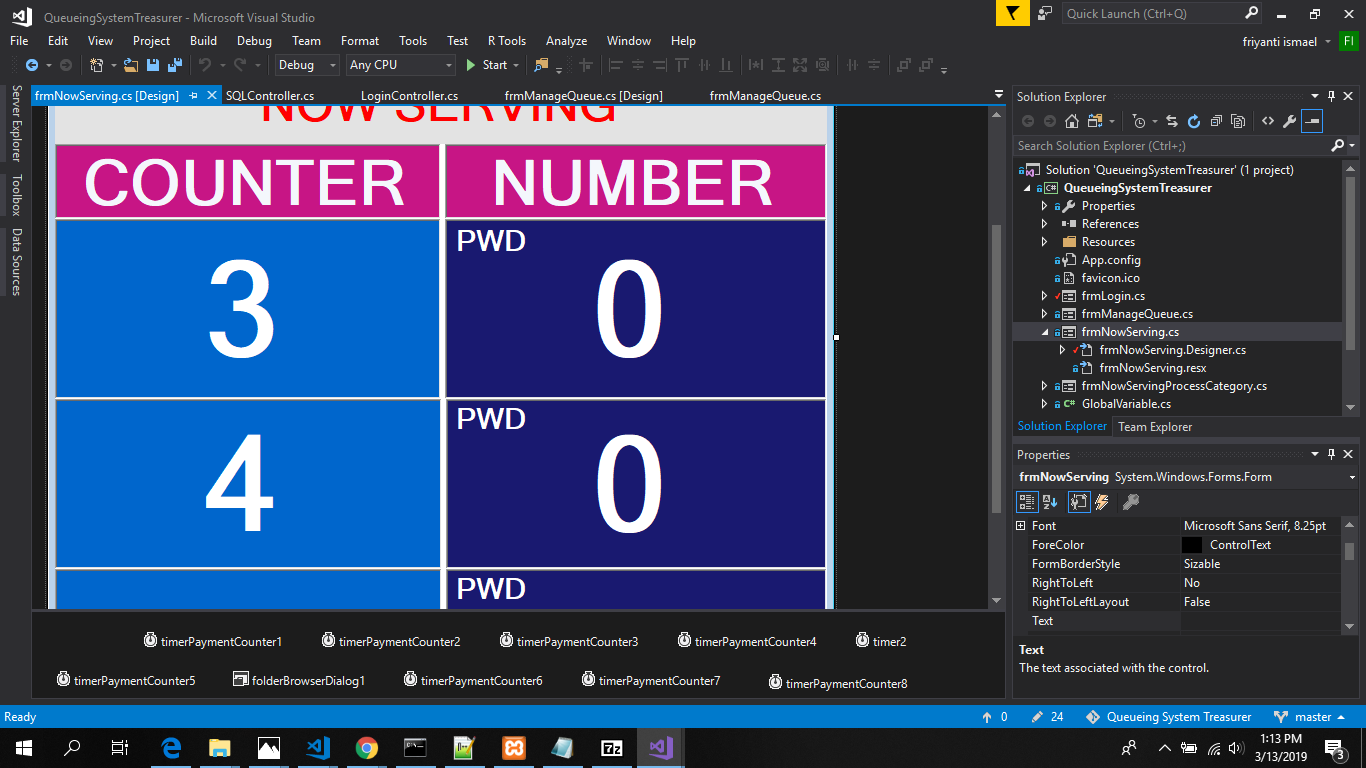 QueueingSystemTreasurer - Microsoft Visual Studio
Quick Launch (Ctrl+Q)
File Edit View Project Build Debug Team Format Tools Test R Tools Analyze Window Help
friyanti ismael FI
Debug Any CPU Start
Server Explorer
Toolbox
Data Sources
frmNowServing.cs [Design] SQLController.cs LoginController.cs frmManageQueue.cs [Design] frmManageQueue.cs
NOW SERVING
COUNTER NUMBER
PWD
3 0
PWD
4 0
PWD
timerPaymentCounter1 timerPaymentCounter2 timerPaymentCounter3 timerPaymentCounter4 timer2
timerPaymentCounter5 folderBrowserDialog1 timerPaymentCounter6 timerPaymentCounter7 timerPaymentCounter8
Solution Explorer
Search Solution Explorer (Ctrl+;)
Solution 'QueueingSystemTreasurer' (1 project)
C# QueueingSystemTreasurer
Properties
References
Resources
App.config
favicon.ico
frmLogin.cs
frmManageQueue.cs
frmNowServing.cs
frmNowServing.Designer.cs
frmNowServing.resx
frmNowServingProcessCategory.cs
C# GlobalVariable.cs
Solution Explorer Team Explorer
Properties
frmNowServing System.Windows.Forms.Form
Font Microsoft Sans Serif, 8.25pt
ForeColor ControlText
FormBorderStyle Sizable
RightToLeft No
RightToLeftLayout False
Text
Text
The text associated with the control.
Ready 0 24 Queueing System Treasurer master
1:13 PM
3/13/2019
3